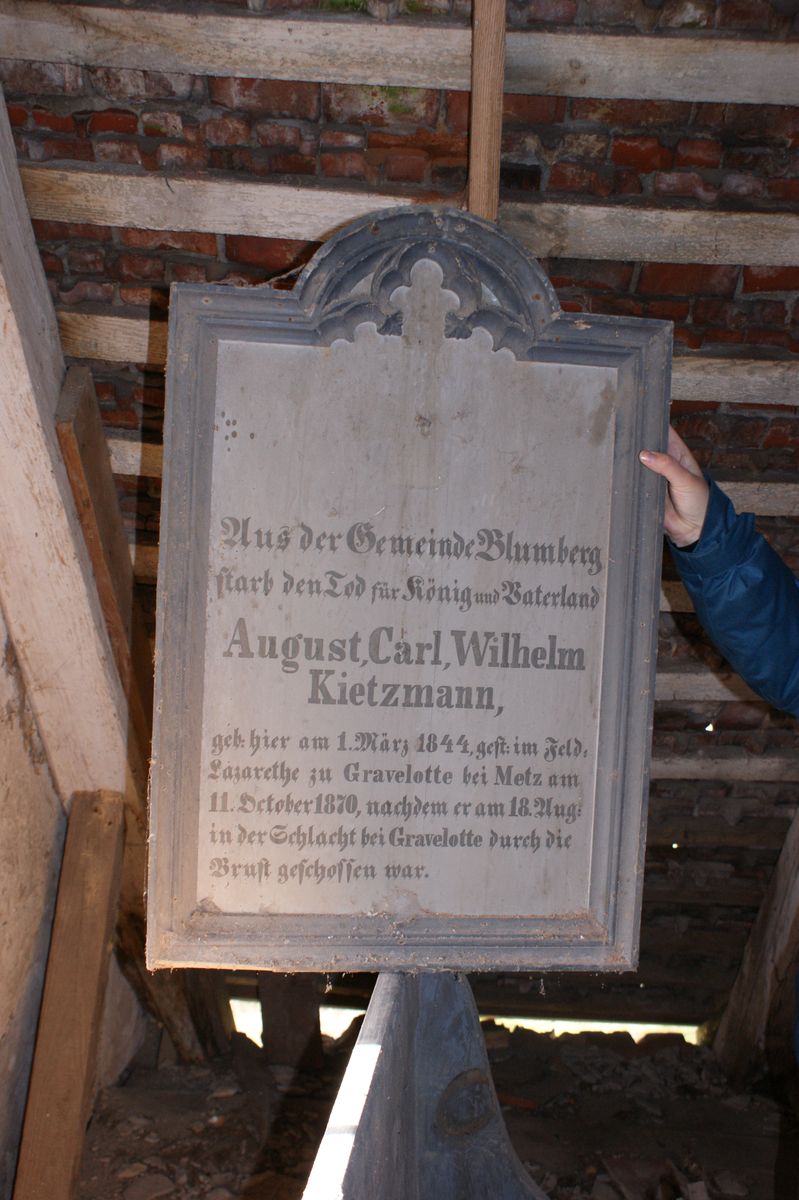 Aus der Gemeinde Blumberg
starb den Tod für König und Vaterland
August, Carl, Wilhelm
Kietzmann,
geb: hier am 1. März 1844, gest: im Feld-
Lazarethe zu Gravelotte bei Metz am
11. October 1870, nachdem er am 18. Aug:
in der Schlacht bei Gravelotte durch die
Brust geschossen war.